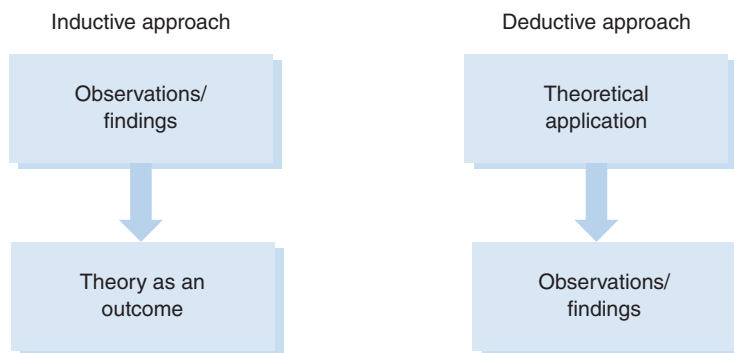 Inductive approach
Observations/
findings
Theory as an
outcome
Deductive approach
Theoretical
application
Observations/
findings